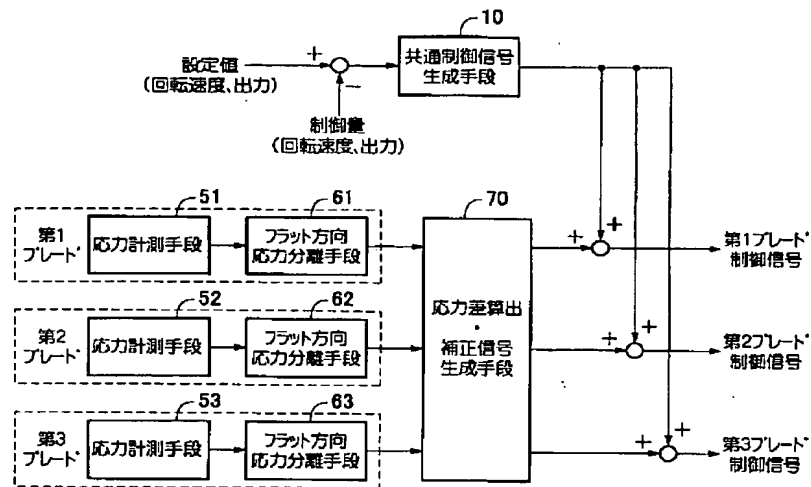 10
設定値
(回転速度、出力)
+
−
共通制御信号
生成手段
制御量
(回転速度、出力)
70
51
61
第1
ブレード
応力計測手段
フラット方向
応力分離手段
+
+
第1ブレード
制御信号
52
62
第2
ブレード
応力計測手段
フラット方向
応力分離手段
応力差算出
・
補正信号
生成手段
+
+
第2ブレード
制御信号
53
63
第3
ブレード
応力計測手段
フラット方向
応力分離手段
+
+
第3ブレード
制御信号